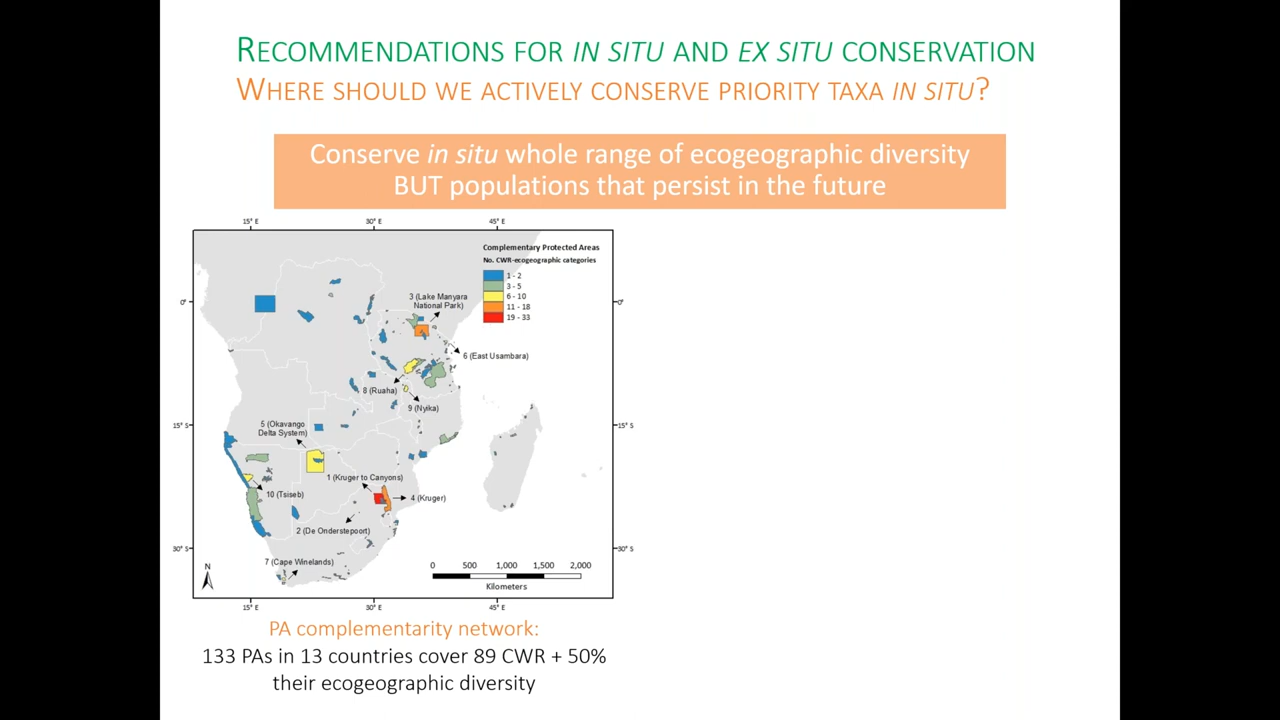 RECOMMENDATIONS FOR IN SITU AND EX SITU CONSERVATION
WHERE SHOULD WE ACTIVELY CONSERVE PRIORITY TAXA IN SITU?
Conserve in situ whole range of ecogeographic diversity
BUT populations that persist in the future
15° E
30° E
45° E
Complementary Protected Areas
No. CWR-ecogeographic categories
1 - 2
3 - 5
6 - 10
11 - 18
19 - 33
0°
0°
3 (Lake Manyara
National Park)
6 (East Usambara)
8 (Ruaha)
9 (Nyika)
15° S
15° S
5 (Okavango
Delta System)
1 (Kruger to Canyons)
10 (Tsiseb)
4 (Kruger)
2 (De Onderstepoort)
30° S
30° S
7 (Cape Winelands)
N
0 500 1,000 1,500 2,000
Kilometers
15° E
30° E
45° E
PA complementarity network:
133 PAs in 13 countries cover 89 CWR + 50%
their ecogeographic diversity